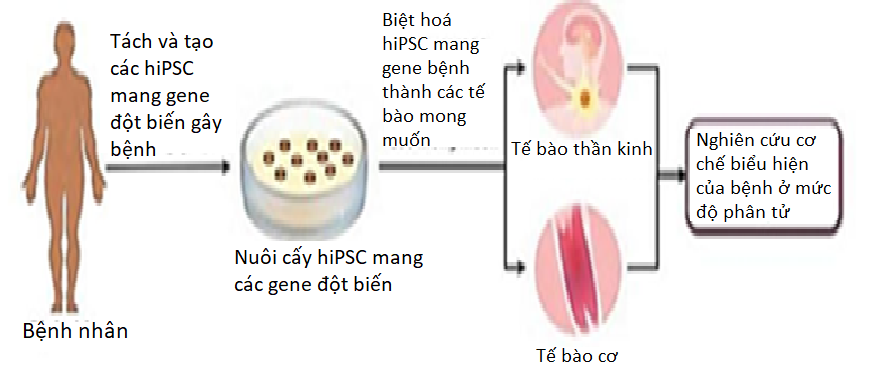 Tách và tạo
các hiPSC
mang gene
đột biến gây
bệnh
Biệt hoá
hiPSC mang
gene bệnh
thành các tế
bào mong
muốn
Tế bào thần kinh
Nghiên cứu cơ
chế biểu hiện
của bệnh ở mức
độ phân tử
Nuôi cấy hiPSC mang
các gene đột biến
Bệnh nhân
Tế bào cơ